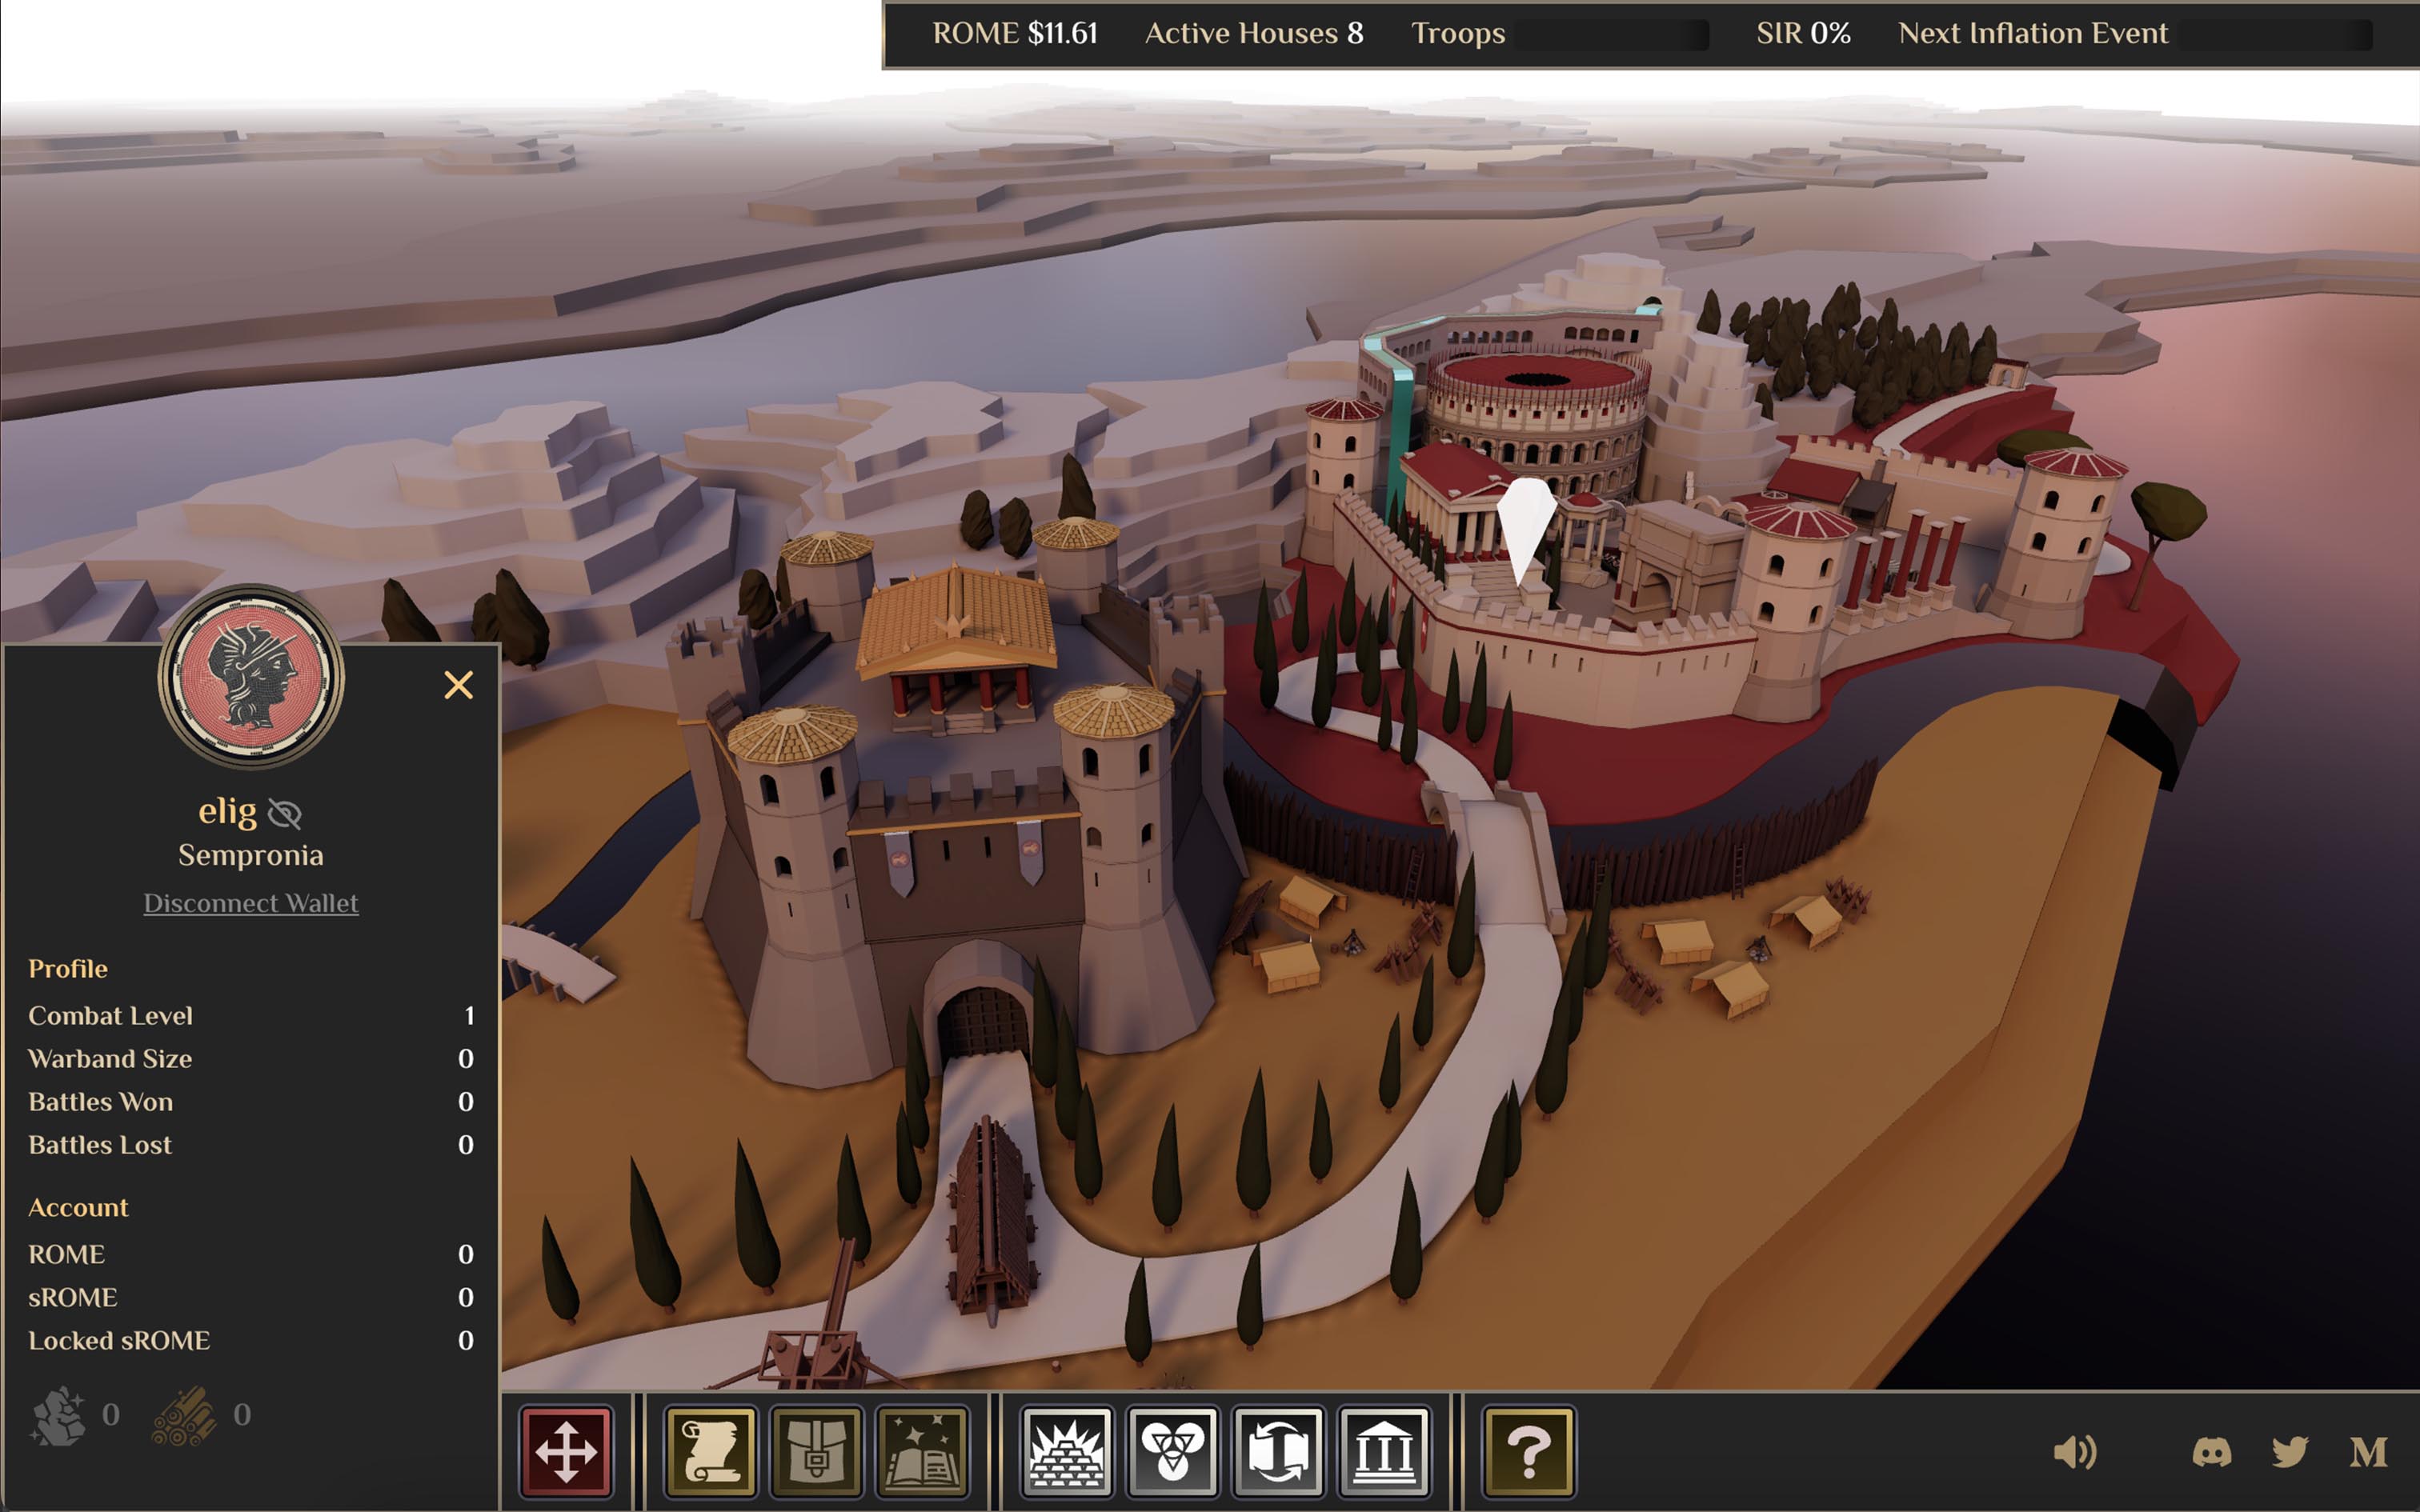 ROME $11.61 Active Houses 8 Troops SIR 0% Next Inflation Event
elig
Sempronia
Disconnect Wallet
Profile
Combat Level 1
Warband Size 0
Battles Won 0
Battles Lost 0
Account
ROME 0
sROME 0
Locked sROME 0
0 0
?
M